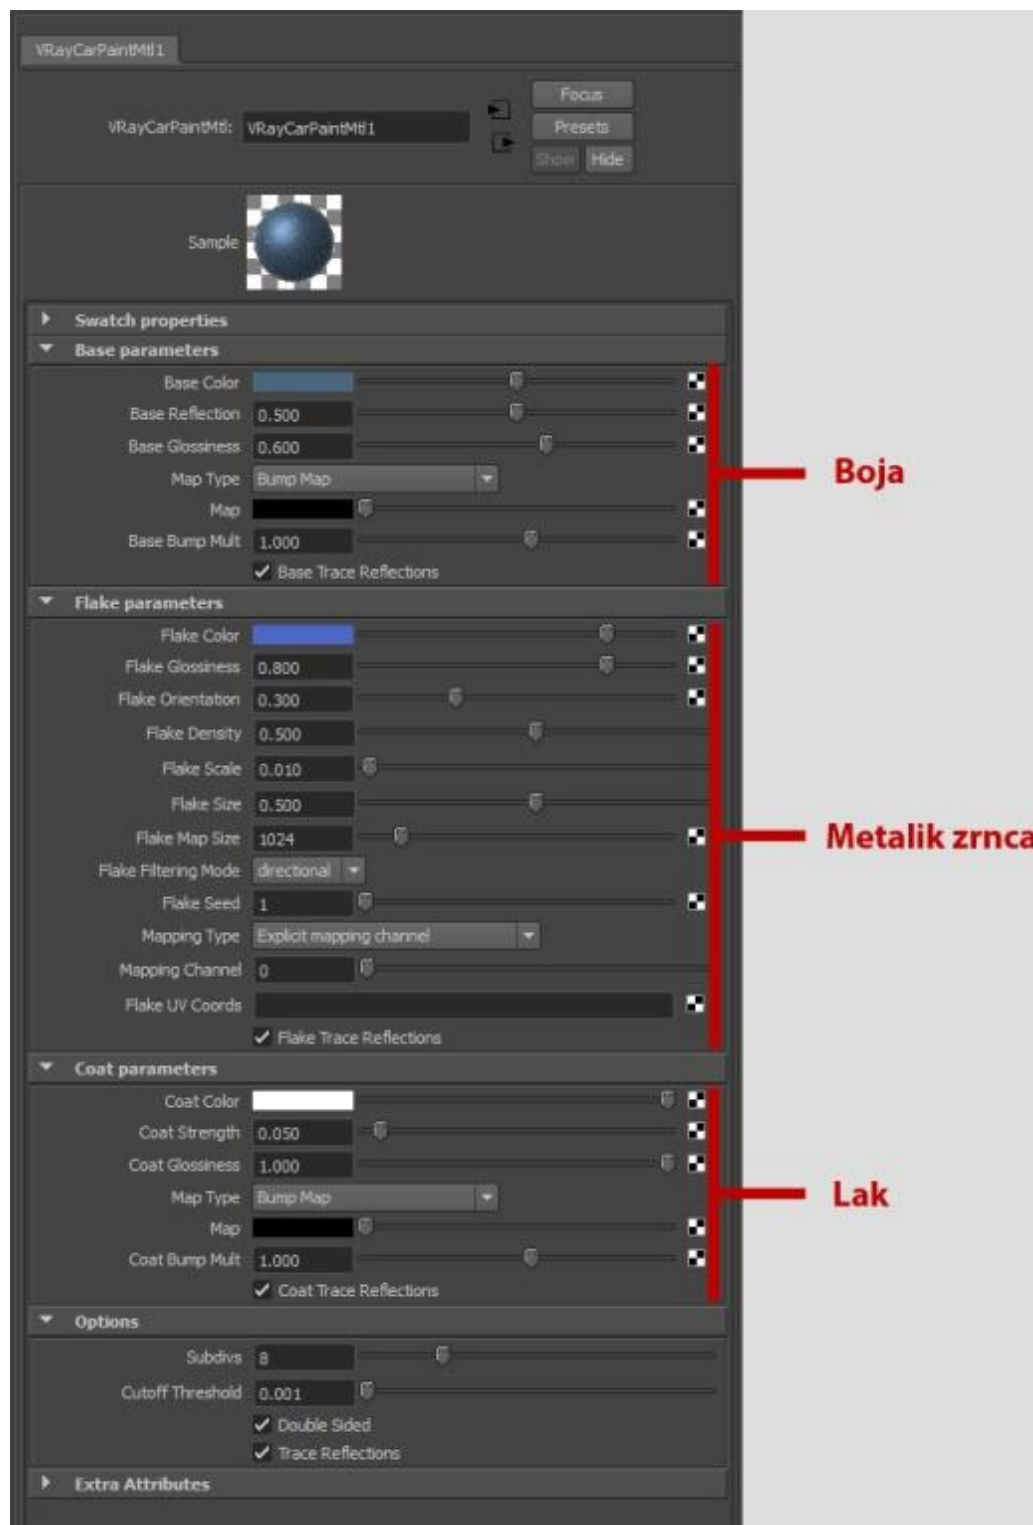 VRayCarPaintMtl1
Focus
VRayCarPaintMtl: VRayCarPaintMtl1
Presets
Show Hide
Sample
Swatch properties
Base parameters
Base Color
Base Reflection 0.500
Base Glossiness 0.600
Boja
Map Type Bump Map
Map
Base Bump Mult 1.000
Base Trace Reflections
Flake parameters
Flake Color
Flake Glossiness 0.800
Flake Orientation 0.300
Flake Density 0.500
Flake Scale 0.010
Flake Size 0.500
Flake Map Size 1024
Metalik zrnca
Flake Filtering Mode directional
Flake Seed 1
Mapping Type Explicit mapping channel
Mapping Channel 0
Flake UV Coords
Flake Trace Reflections
Coat parameters
Coat Color
Coat Strength 0.050
Coat Glossiness 1.000
Map Type Bump Map
Lak
Map
Coat Bump Mult 1.000
Coat Trace Reflections
Options
Subdivs 8
Cutoff Threshold 0.001
Double Sided
Trace Reflections
Extra Attributes